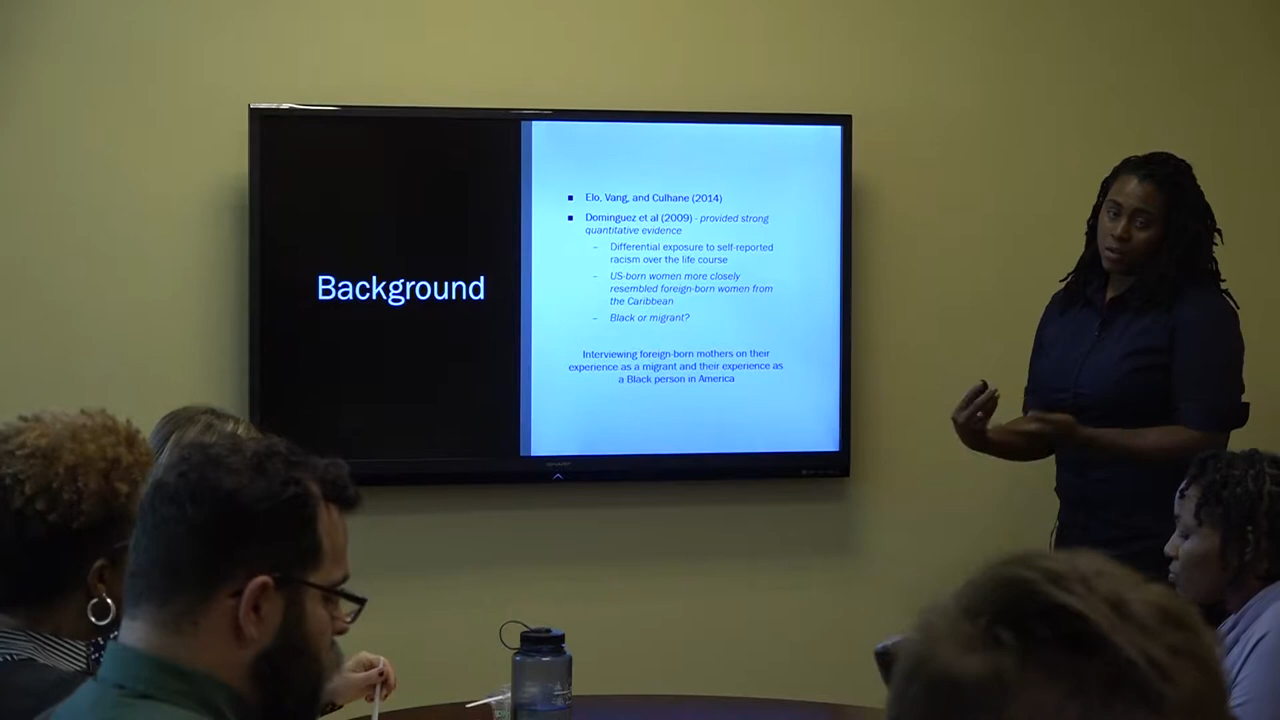 Background
Elo, Vang, and Culhane (2014)
Dominguez et al (2009) - provided strong
quantitative evidence
– Differential exposure to self-reported
racism over the life course
– US-born women more closely
resembled foreign-born women from
the Caribbean
– Black or migrant?
Interviewing foreign-born mothers on their
experience as a migrant and their experience as
a Black person in America
SHARP